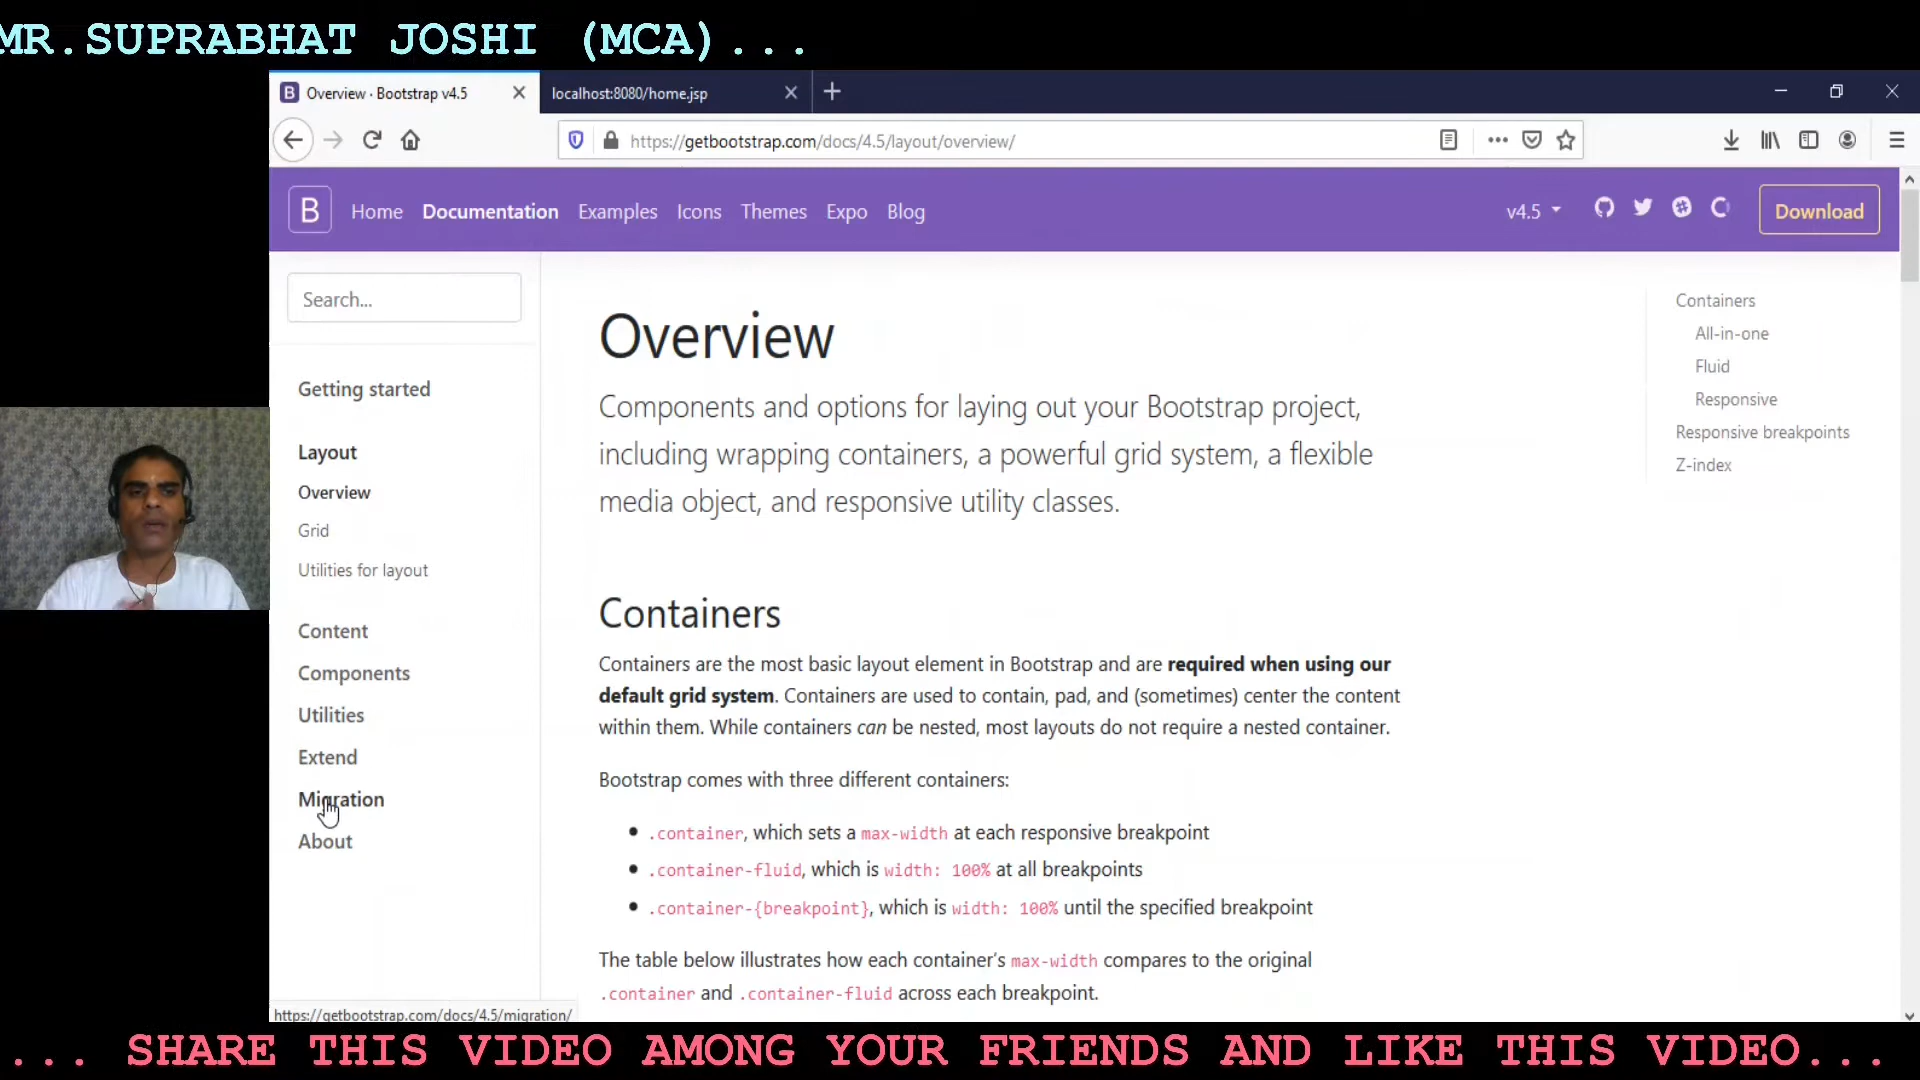 MR.SUPRABHAT JOSHI (MCA)...
B Overview · Bootstrap v4.5
localhost:8080/home.jsp
https://getbootstrap.com/docs/4.5/layout/overview/
B Home Documentation Examples Icons Themes Expo Blog v4.5 Download
Search...
Getting started
Layout
Overview
Grid
Utilities for layout
Content
Components
Utilities
Extend
Migration
About
https://getbootstrap.com/docs/4.5/migration/
Overview
Components and options for laying out your Bootstrap project,
including wrapping containers, a powerful grid system, a flexible
media object, and responsive utility classes.
Containers
Containers are the most basic layout element in Bootstrap and are required when using our
default grid system. Containers are used to contain, pad, and (sometimes) center the content
within them. While containers can be nested, most layouts do not require a nested container.
Bootstrap comes with three different containers:
• .container, which sets a max-width at each responsive breakpoint
• .container-fluid, which is width: 100% at all breakpoints
• .container-{breakpoint}, which is width: 100% until the specified breakpoint
The table below illustrates how each container's max-width compares to the original
.container and .container-fluid across each breakpoint.
Containers
All-in-one
Fluid
Responsive
Responsive breakpoints
Z-index
... SHARE THIS VIDEO AMONG YOUR FRIENDS AND LIKE THIS VIDEO...